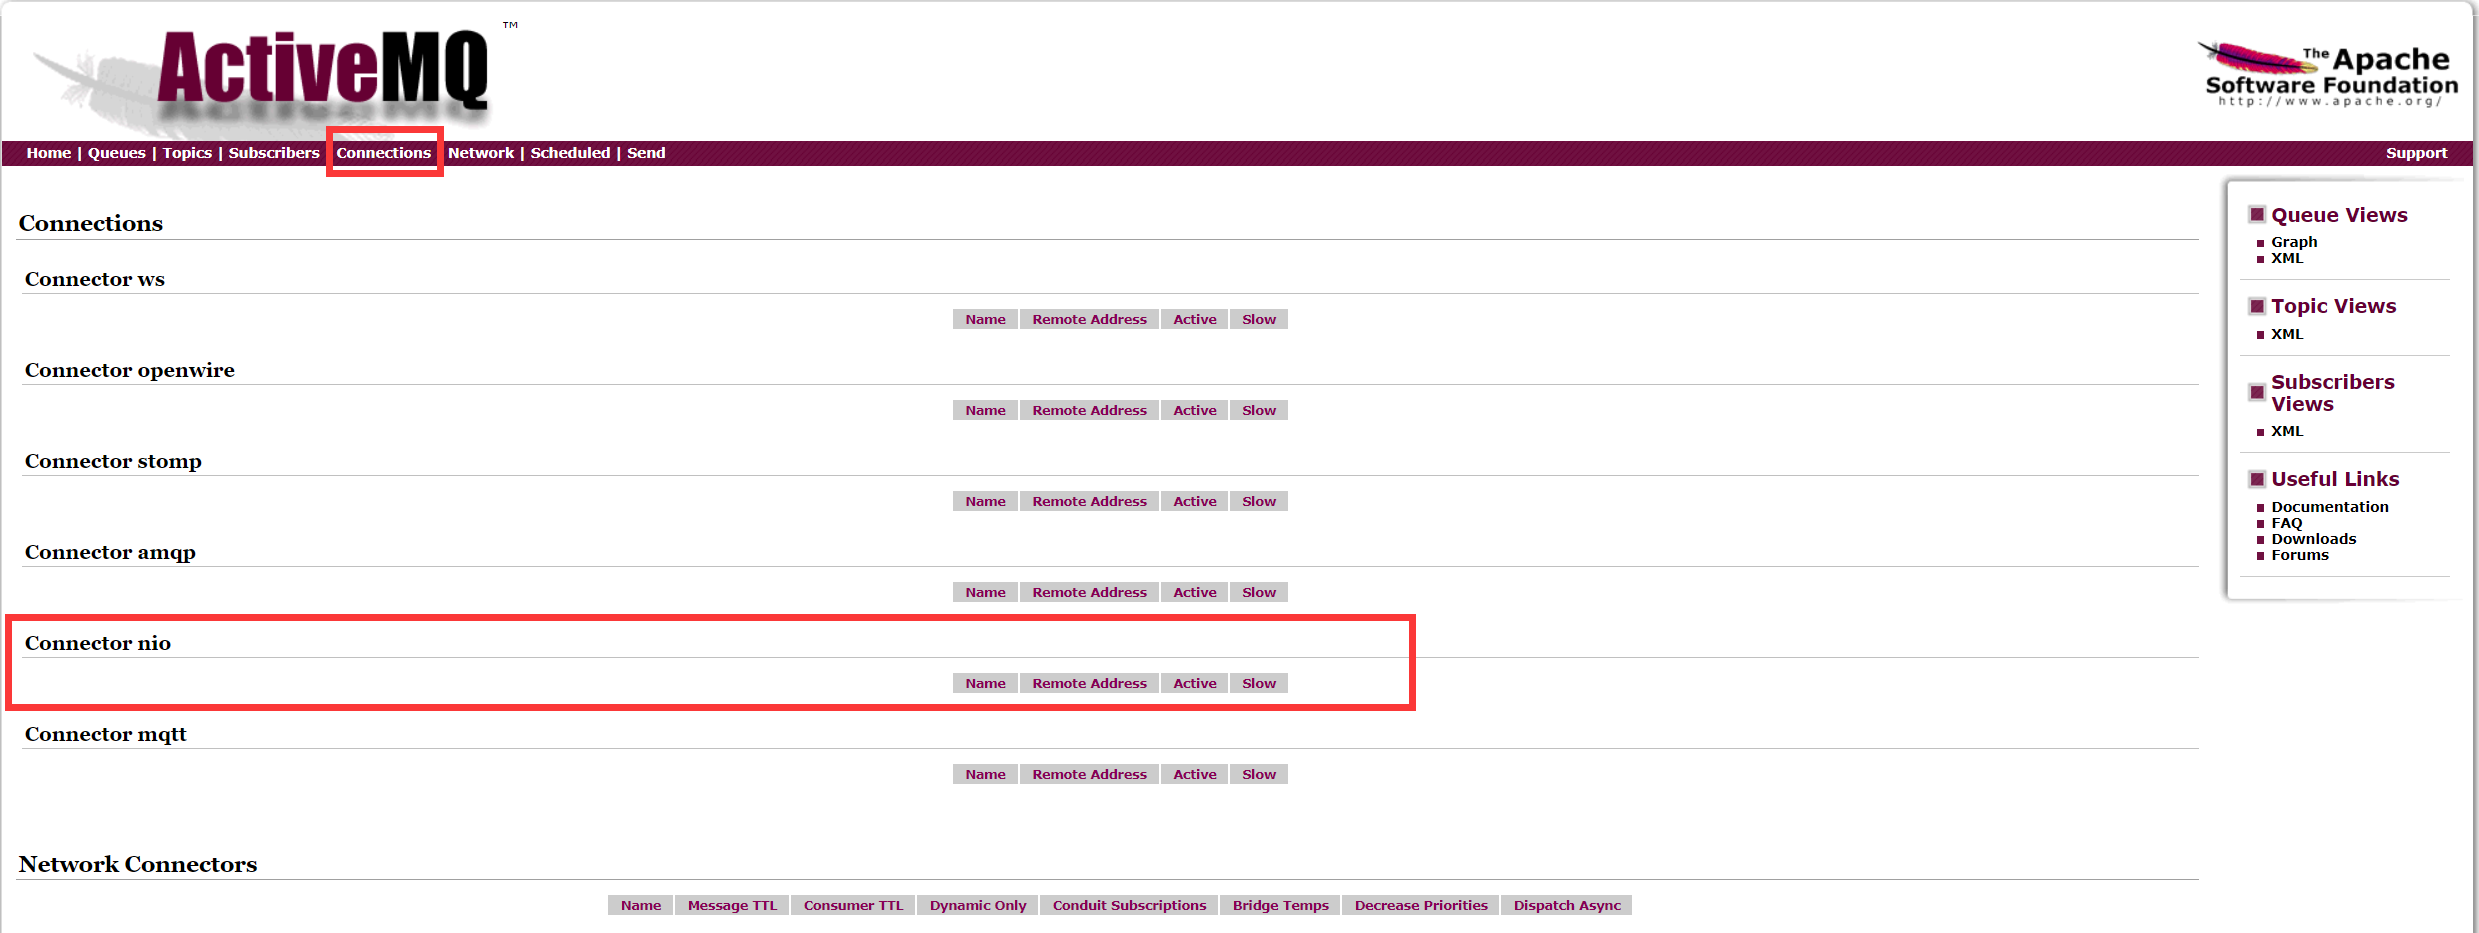 ActiveMQ ™
The Apache
Software Foundation
http://www.apache.org/
Home | Queues | Topics | Subscribers Connections Network | Scheduled | Send
Support
Connections
Connector ws
Name Remote Address Active Slow
Connector openwire
Name Remote Address Active Slow
Connector stomp
Name Remote Address Active Slow
Connector amqp
Name Remote Address Active Slow
Connector nio
Name Remote Address Active Slow
Connector mqtt
Name Remote Address Active Slow
Network Connectors
Name Message TTL Consumer TTL Dynamic Only Conduit Subscriptions Bridge Temps Decrease Priorities Dispatch Async
Queue Views
Graph
XML
Topic Views
XML
Subscribers
Views
XML
Useful Links
Documentation
FAQ
Downloads
Forums